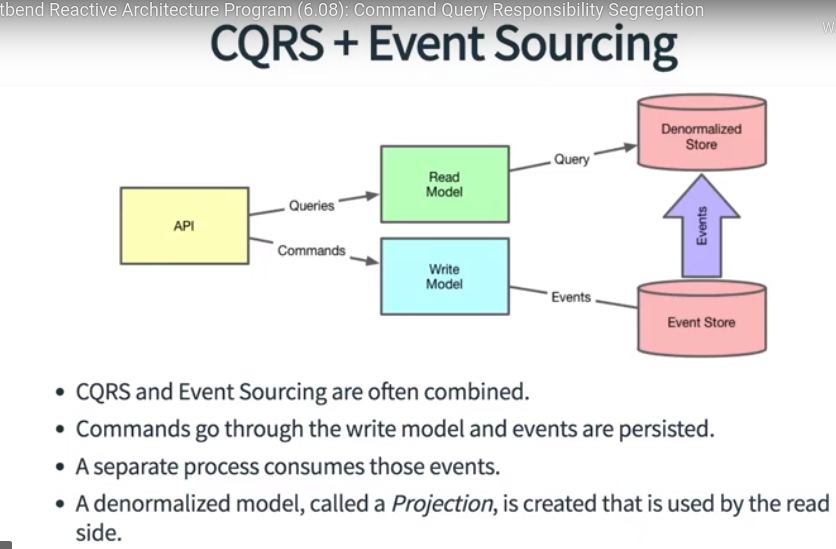 tbend Reactive Architecture Program (6.08): Command Query Responsibility Segregation
W
CQRS + Event Sourcing
Denormalized
Store
Query
Read
Model
Queries
API
Events
Commands
Write
Model
Events
Event Store
• CQRS and Event Sourcing are often combined.
• Commands go through the write model and events are persisted.
• A separate process consumes those events.
• A denormalized model, called a Projection, is created that is used by the read
side.